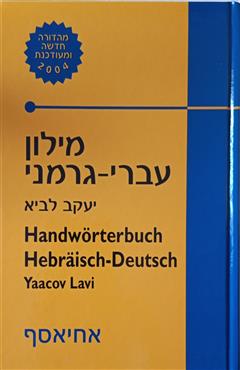 מהדורה
חדשה
ומעודכנת
2004
מילון
עברי-גרמני
יעקב לביא
Handwörterbuch
Hebräisch-Deutsch
Yaacov Lavi
אחיאסף